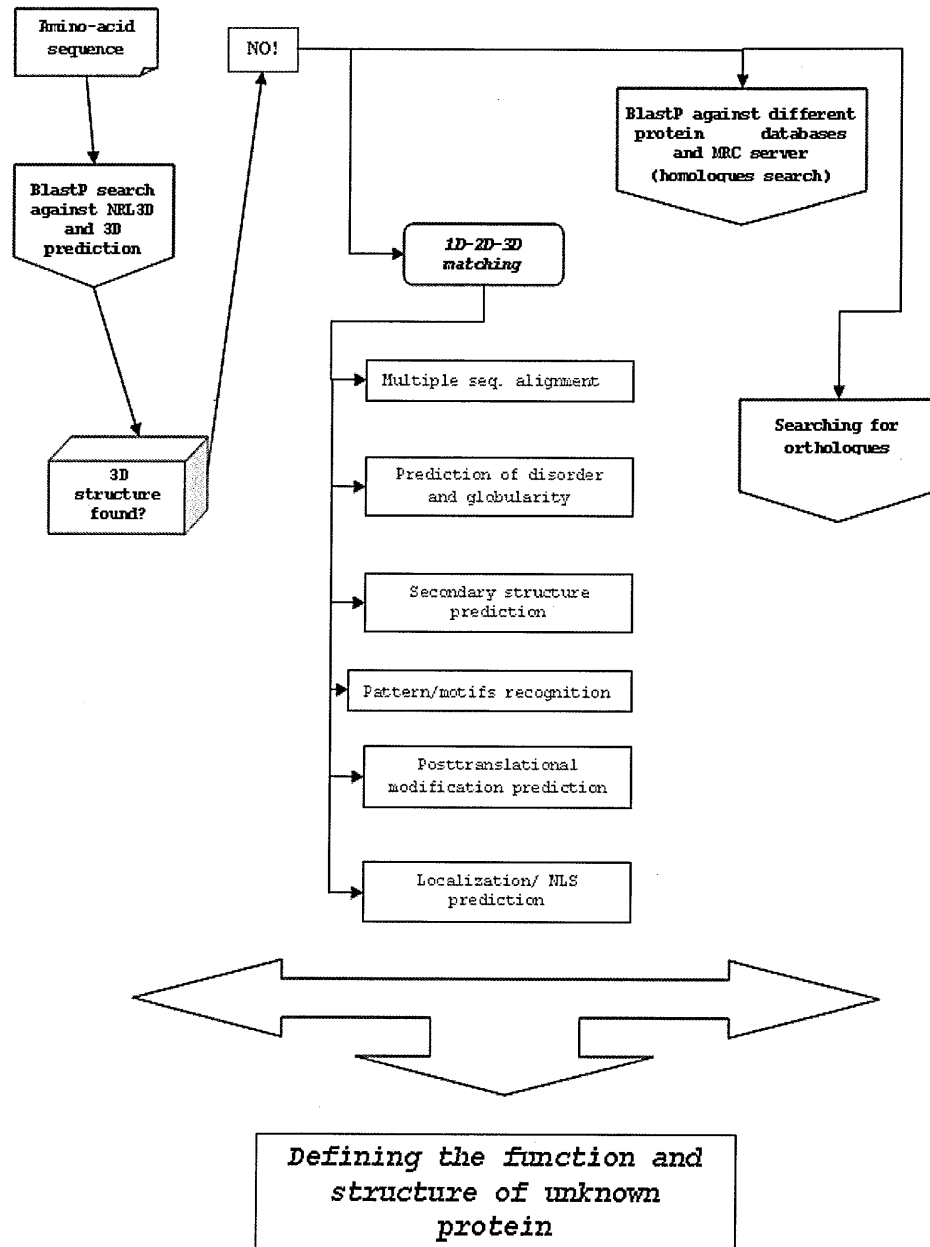 Amino-acid
sequence
NO!
BlastP search
against NRL3D
and 3D
prediction
BlastP against different
protein databases
and MRC server
(homologues search)
1D-2D-3D
matching
Multiple seq. alignment
Searching for
orthologues
3D
structure
found?
Prediction of disorder
and globularity
Secondary structure
prediction
Pattern/motifs recognition
Posttranslational
modification prediction
Localization/ NLS
prediction
Defining the function and
structure of unknown
protein